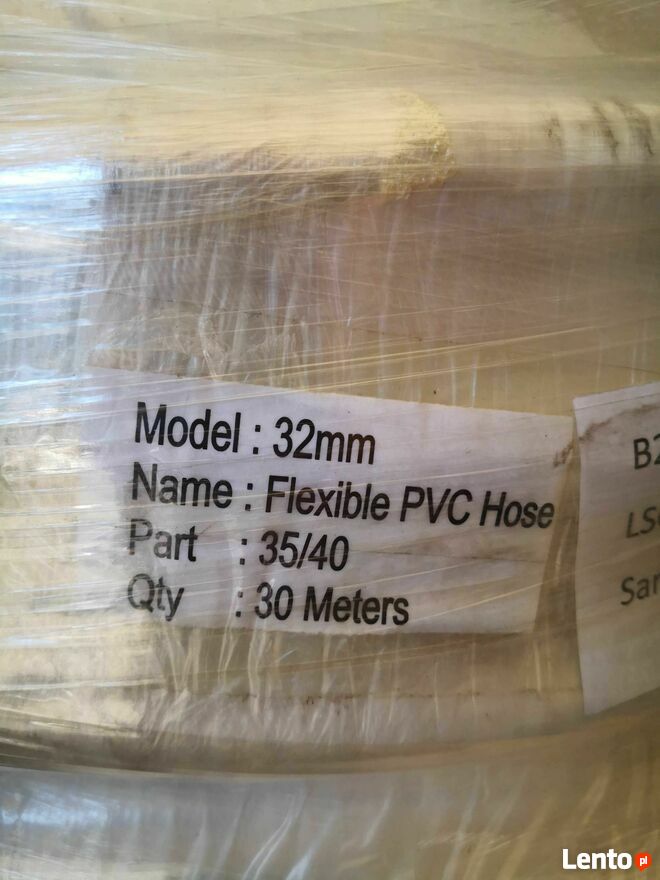 Model : 32mm
Name : Flexible PVC Hose
Part : 35/40
Qty : 30 Meters
Lento.pl